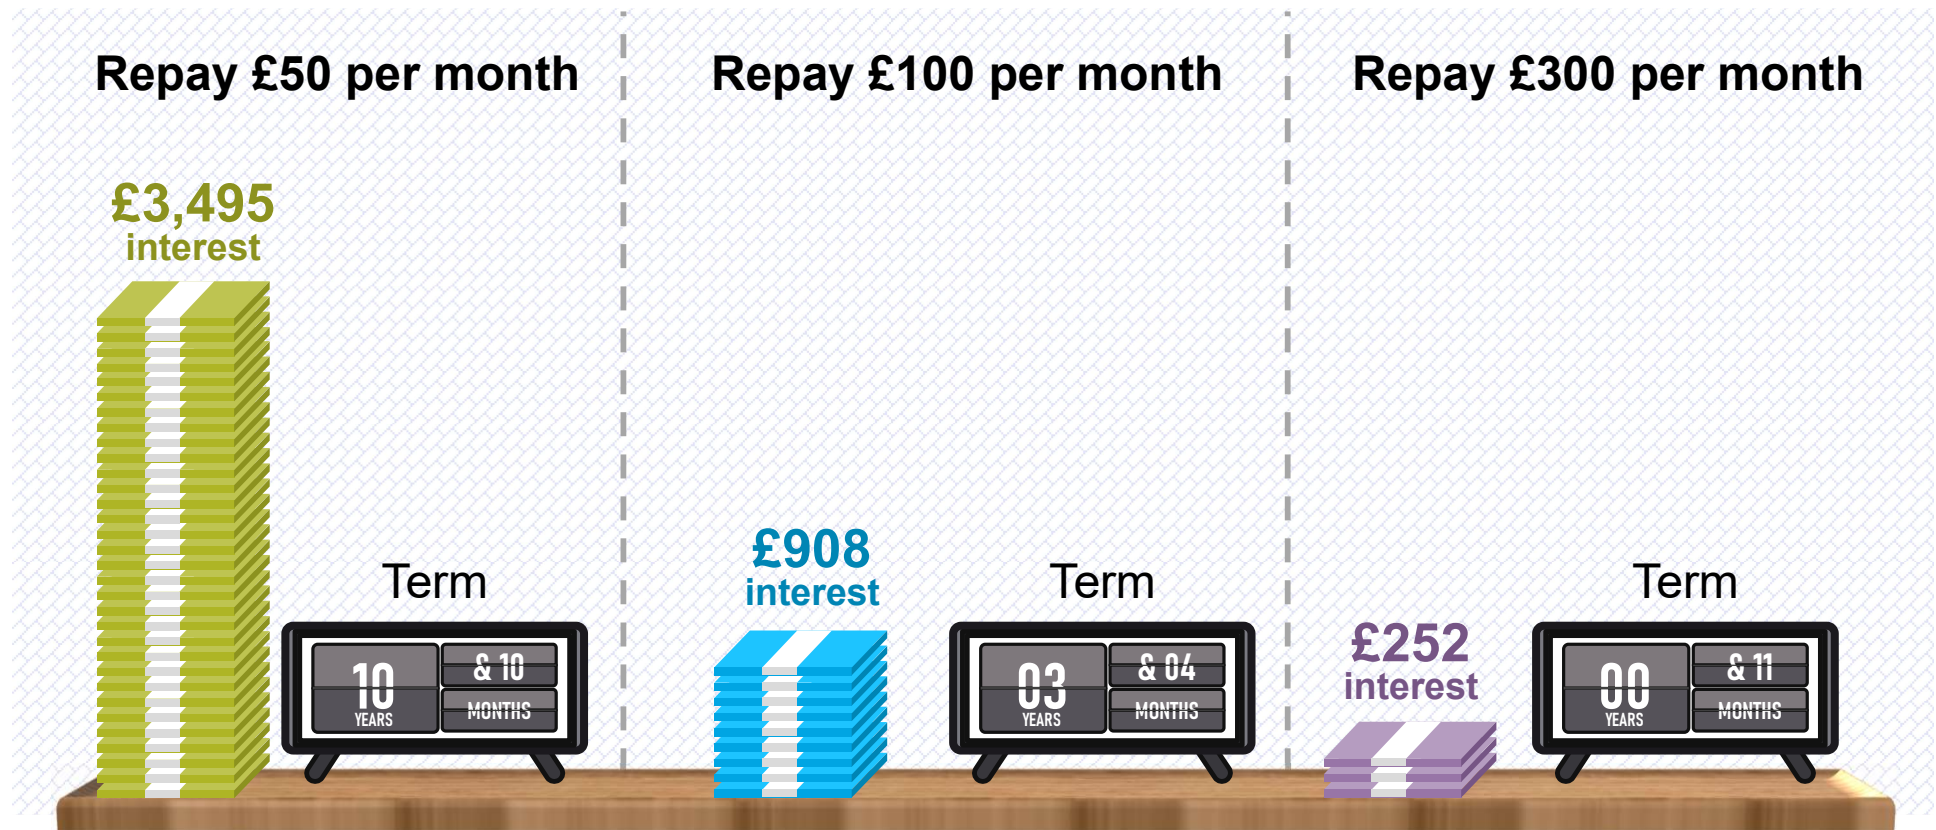 Repay £50 per month
£3,495
interest
Term
10
YEARS
& 10
MONTHS
Repay £100 per month
£908
interest
Term
03
YEARS
& 04
MONTHS
Repay £300 per month
£252
interest
Term
00
YEARS
& 11
MONTHS